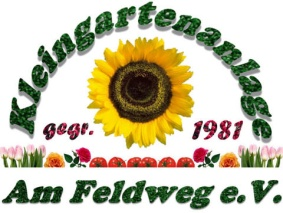 Kleingartenanlage
gegr. 1981
Am Feldweg e.V.